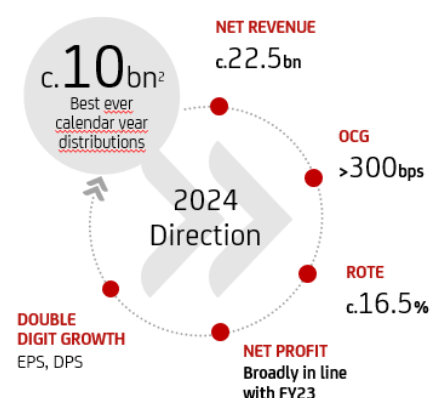 c.10bn²
Best ever
calendar year
distributions
NET REVENUE
c.22.5bn
OCG
>300bps
ROTE
c.16.5%
NET PROFIT
Broadly in line
with FY23
DOUBLE
DIGIT GROWTH
EPS, DPS
2024
Direction